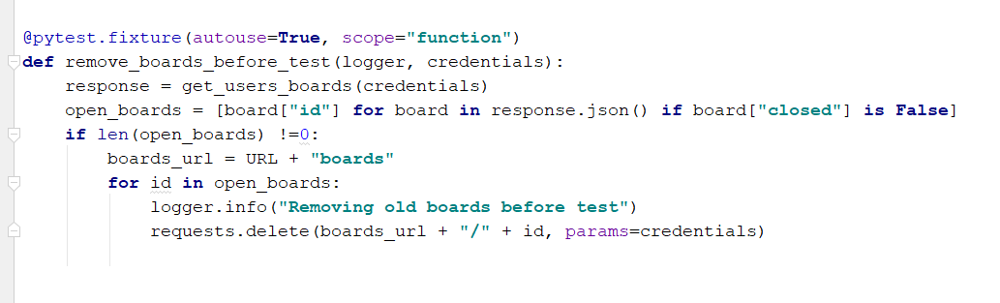 @pytest.fixture(autouse=True, scope="function")
def remove_boards_before_test(logger, credentials):
    response = get_users_boards(credentials)
    open_boards = [board["id"] for board in response.json() if board["closed"] is False]
    if len(open_boards) !=0:
        boards_url = URL + "boards"
        for id in open_boards:
            logger.info("Removing old boards before test")
            requests.delete(boards_url + "/" + id, params=credentials)